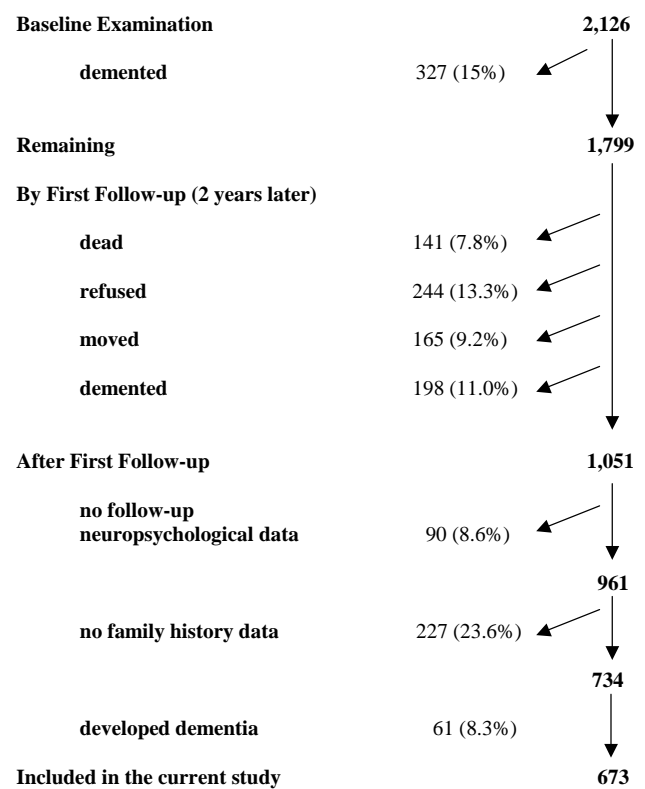 Baseline Examination 2,126
demented 327 (15%)
Remaining 1,799
By First Follow-up (2 years later)
dead 141 (7.8%)
refused 244 (13.3%)
moved 165 (9.2%)
demented 198 (11.0%)
After First Follow-up 1,051
no follow-up
neuropsychological data 90 (8.6%)
961
no family history data 227 (23.6%)
734
developed dementia 61 (8.3%)
Included in the current study 673